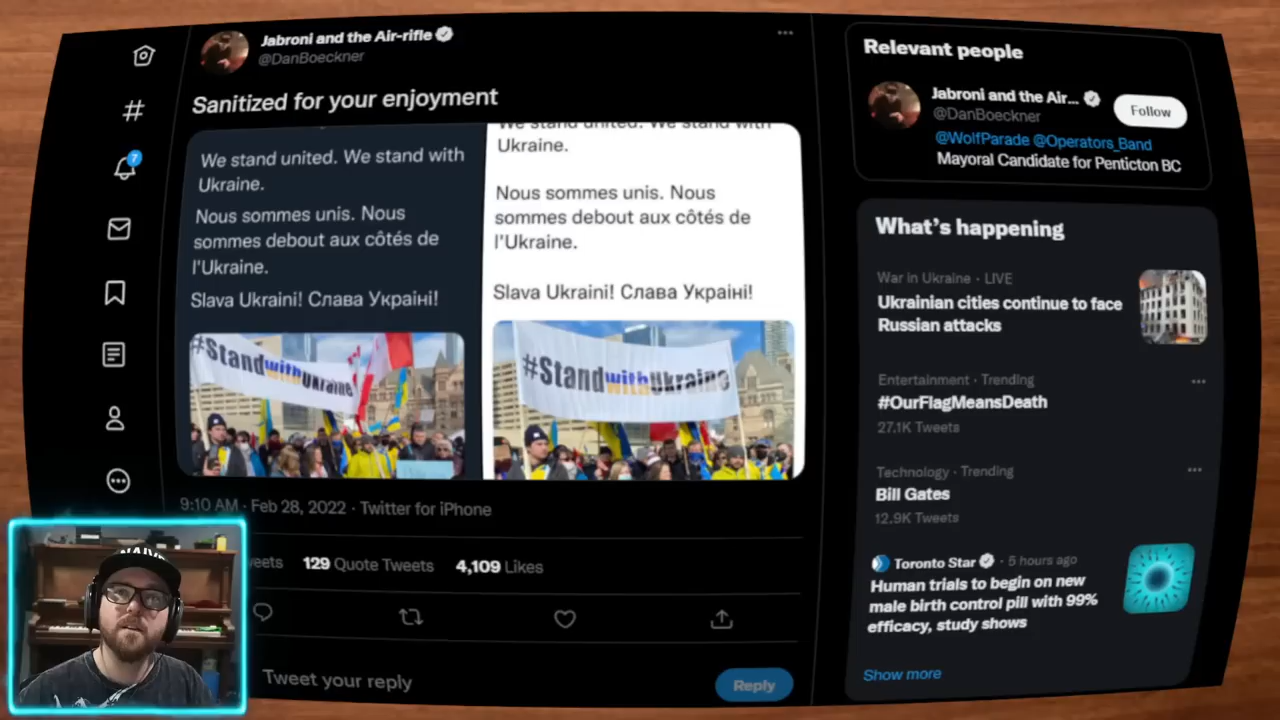 Jabroni and the Air-rifle
@DanBoeckner
Sanitized for your enjoyment
We stand united. We stand with
Ukraine.
Nous sommes unis. Nous
sommes debout aux côtés de
l'Ukraine.
Slava Ukraini! Слава Україні!
#StandwithUkraine
We stand united. We stand with
Ukraine.
Nous sommes unis. Nous
sommes debout aux côtés de
l'Ukraine.
Slava Ukraini! Слава Україні!
#StandwithUkraine
9:10 AM · Feb 28, 2022 · Twitter for iPhone
129 Quote Tweets 4,109 Likes
Tweet your reply
Reply
7
Relevant people
Jabroni and the Air...
@DanBoeckner
Follow
@WolfParade @Operators_Band
Mayoral Candidate for Penticton BC
What's happening
War in Ukraine · LIVE
Ukrainian cities continue to face
Russian attacks
Entertainment · Trending
#OurFlagMeansDeath
27.1K Tweets
Technology · Trending
Bill Gates
12.9K Tweets
Toronto Star · 5 hours ago
Human trials to begin on new
male birth control pill with 99%
efficacy, study shows
Show more